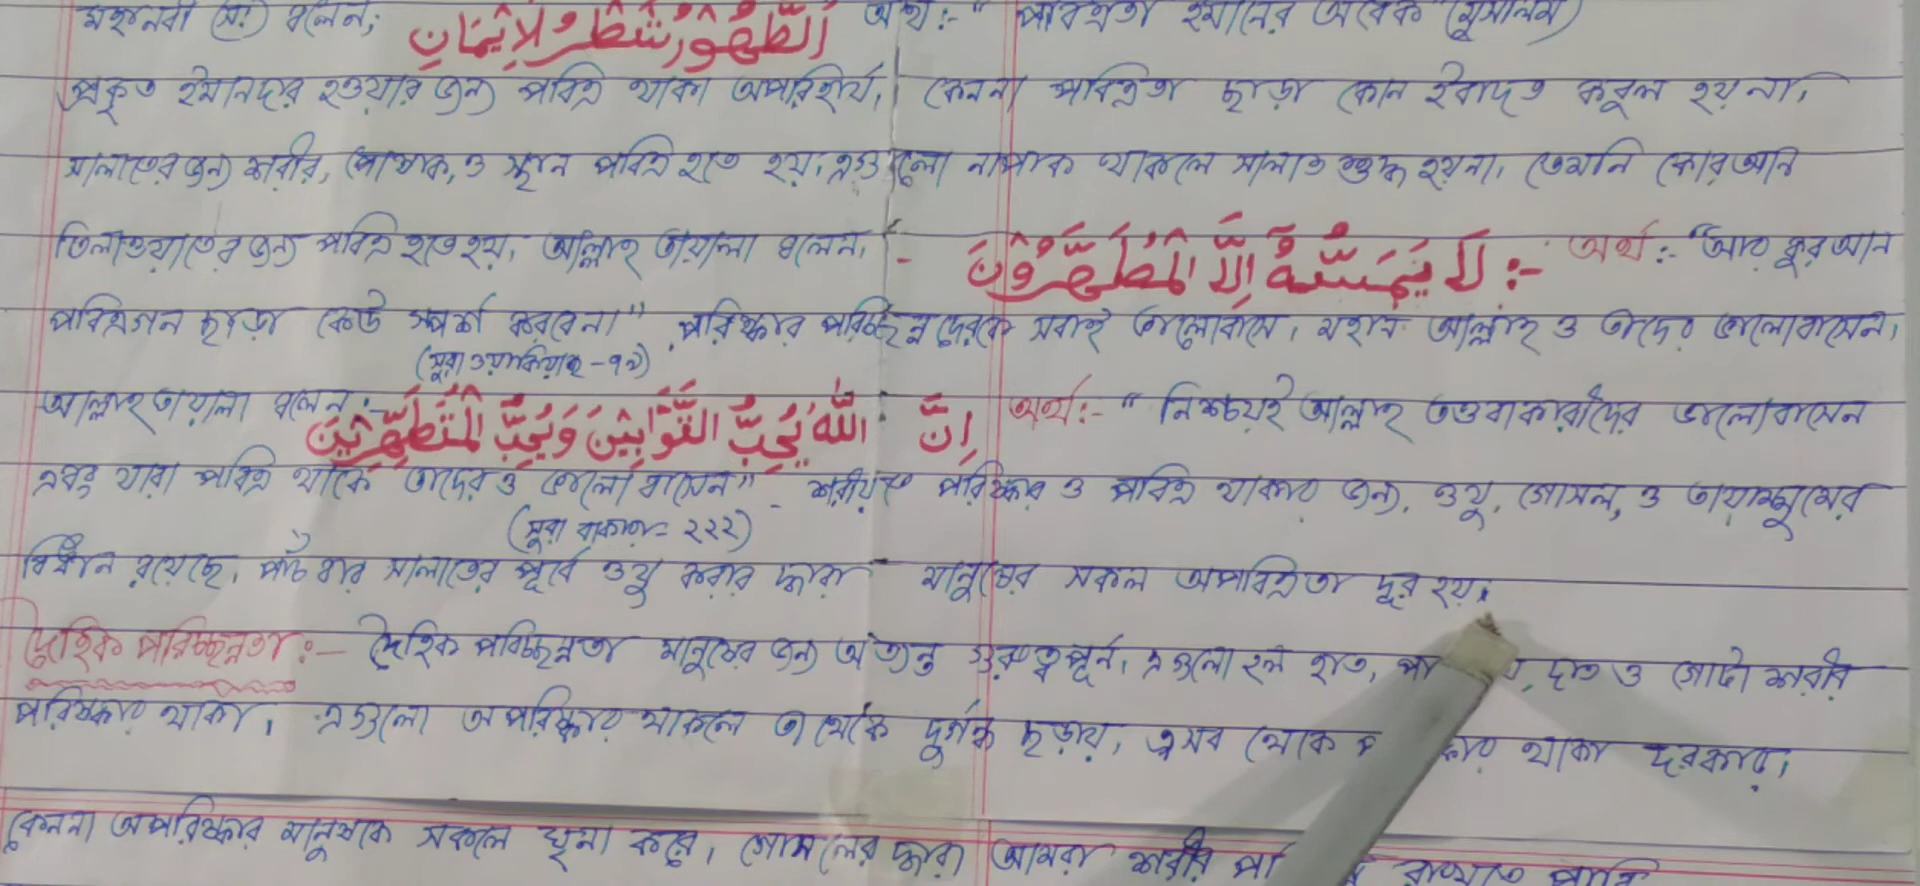 মহানবী (সঃ) বলেন; اَلطَّهُوْرُ شَطْرُ الْاِيْمَانِ অর্থ:- " পবিত্রতা ইমানের অর্ধেক (মুসলিম)
প্রকৃত ইমানদার হওয়ার জন্য পবিত্র থাকা অপরিহার্য। কেননা পবিত্রতা ছাড়া কোন ইবাদত কবুল হয় না।
সালাতের জন্য শরীর, পোষাক, ও স্থান পবিত্র হতে হয়। এগুলো নাপাক থাকলে সালাত শুদ্ধ হয়না। তেমনি কোরআন
তিলাওয়াতের জন্য পবিত্র হতে হয়। আল্লাহ তায়ালা বলেন। :- لَا يَمَسُّهٗٓ اِلَّا الْمُطَهَّرُوْنَ :- অর্থ:- "আর কুরআন
পবিত্রগন ছাড়া কেউ স্পর্শ করবেনা" পরিষ্কার পরিচ্ছন্নদেরকে সবাই ভালোবাসে। মহান আল্লাহ ও তাদের ভালোবাসেন।
(সুরা ওয়াকিয়াহ -৭৯)
আল্লাহ তায়ালা বলেন:- اِنَّ اللّٰهَ يُحِبُّ التَّوَّابِيْنَ وَيُحِبُّ الْمُتَطَهِّرِيْنَ অর্থ:- " নিশ্চয়ই আল্লাহ তওবাকারীদের ভালোবাসেন
এবং যারা পবিত্র থাকে তাদের ও ভালোবাসেন" - শরীয়তে পরিষ্কার ও পবিত্র থাকার জন্য, ওযু, গোসল, ও তায়াম্মুমের
(সুরা বাকারা= ২২২)
বিধান রয়েছে। পাঁচ বার সালাতের পূর্বে ওযু করার দ্বারা মানুষের সকল অপবিত্রতা দুর হয়।
দৈহিক পরিচ্ছন্নতা :- দৈহিক পরিচ্ছন্নতা মানুষের জন্য অত্যন্ত গুরুত্বপূর্ন। এগুলো হল হাত, পা, দাত ও গোটা শরীর
পরিষ্কার থাকা। এগুলো অপরিষ্কার থাকলে তা থেকে দুর্গন্ধ ছড়ায়, এসব থেকে থাকা দরকার।
কেননা অপরিষ্কার মানুষকে সকলে ঘৃনা করে। গোসলের দ্বারা আমরা শরীর রাখতে পারি